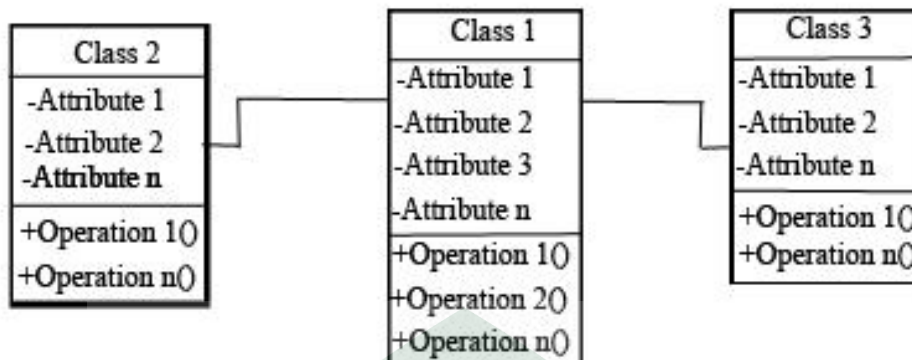 Class 2
-Attribute 1
-Attribute 2
-Attribute n
+Operation 1()
+Operation n()
Class 1
-Attribute 1
-Attribute 2
-Attribute 3
-Attribute n
+Operation 1()
+Operation 2()
+Operation n()
Class 3
-Attribute 1
-Attribute 2
-Attribute n
+Operation 1()
+Operation n()